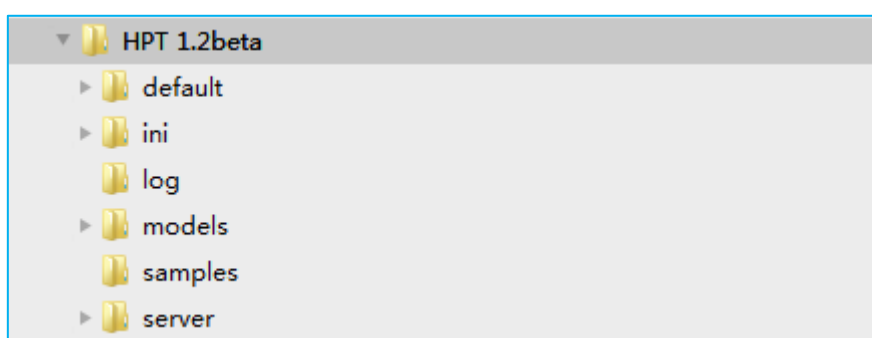 HPT 1.2beta
default
ini
log
models
samples
server